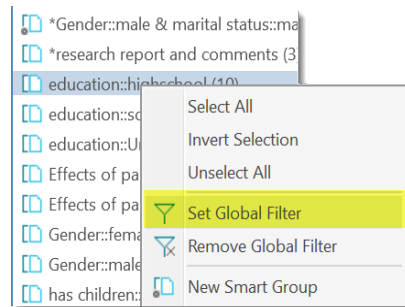 *Gender::male & marital status::ma
*research report and comments (3
education::highschool (10)
education::sc
education::U
Effects of pa
Effects of pa
Gender::fema
Gender::male
has children::
Select All
Invert Selection
Unselect All
Set Global Filter
Remove Global Filter
New Smart Group